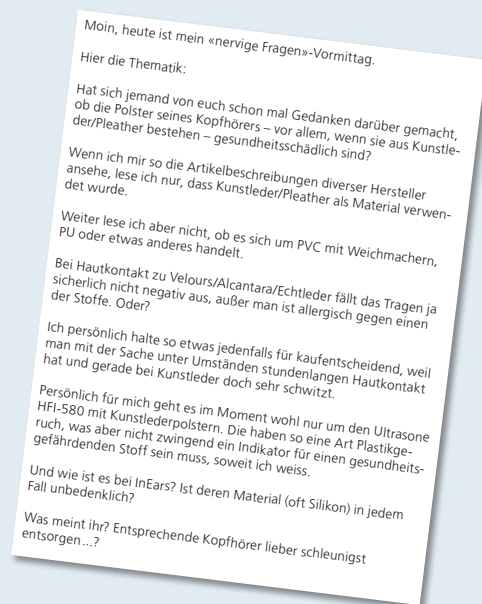 Moin, heute ist mein «nervige Fragen»-Vormittag.
Hier die Thematik:
Hat sich jemand von euch schon mal Gedanken darüber gemacht,
ob die Polster seines Kopfhörers – vor allem, wenn sie aus Kunstle-
der/Pleather bestehen – gesundheitsschädlich sind?
Wenn ich mir so die Artikelbeschreibungen diverser Hersteller
ansehe, lese ich nur, dass Kunstleder/Pleather als Material verwen-
det wurde.
Weiter lese ich aber nicht, ob es sich um PVC mit Weichmachern,
PU oder etwas anderes handelt.
Bei Hautkontakt zu Velours/Alcantara/Echtleder fällt das Tragen ja
sicherlich nicht negativ aus, außer man ist allergisch gegen einen
der Stoffe. Oder?
Ich persönlich halte so etwas jedenfalls für kaufentscheidend, weil
man mit der Sache unter Umständen stundenlangen Hautkontakt
hat und gerade bei Kunstleder doch sehr schwitzt.
Persönlich für mich geht es im Moment wohl nur um den Ultrasone
HFI-580 mit Kunstlederpolstern. Die haben so eine Art Plastikge-
ruch, was aber nicht zwingend ein Indikator für einen gesundheits-
gefährdenden Stoff sein muss, soweit ich weiss.
Und wie ist es bei InEars? Ist deren Material (oft Silikon) in jedem
Fall unbedenklich?
Was meint ihr? Entsprechende Kopfhörer lieber schleunigst
entsorgen...?